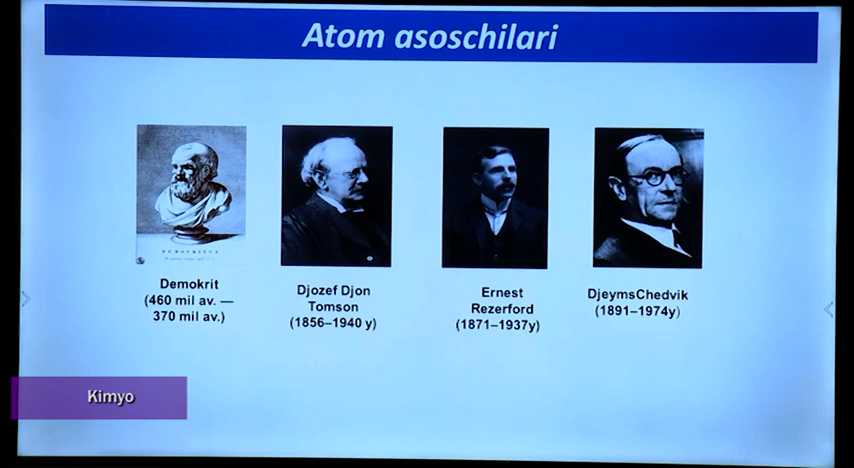 Atom asoschilari
DEMOCRITUS
Demokrit
(460 mil av. —
370 mil av.)
Djozef Djon
Tomson
(1856–1940 y)
Ernest
Rezerford
(1871–1937y)
DjeymsChedvik
(1891–1974y)
Kimyo